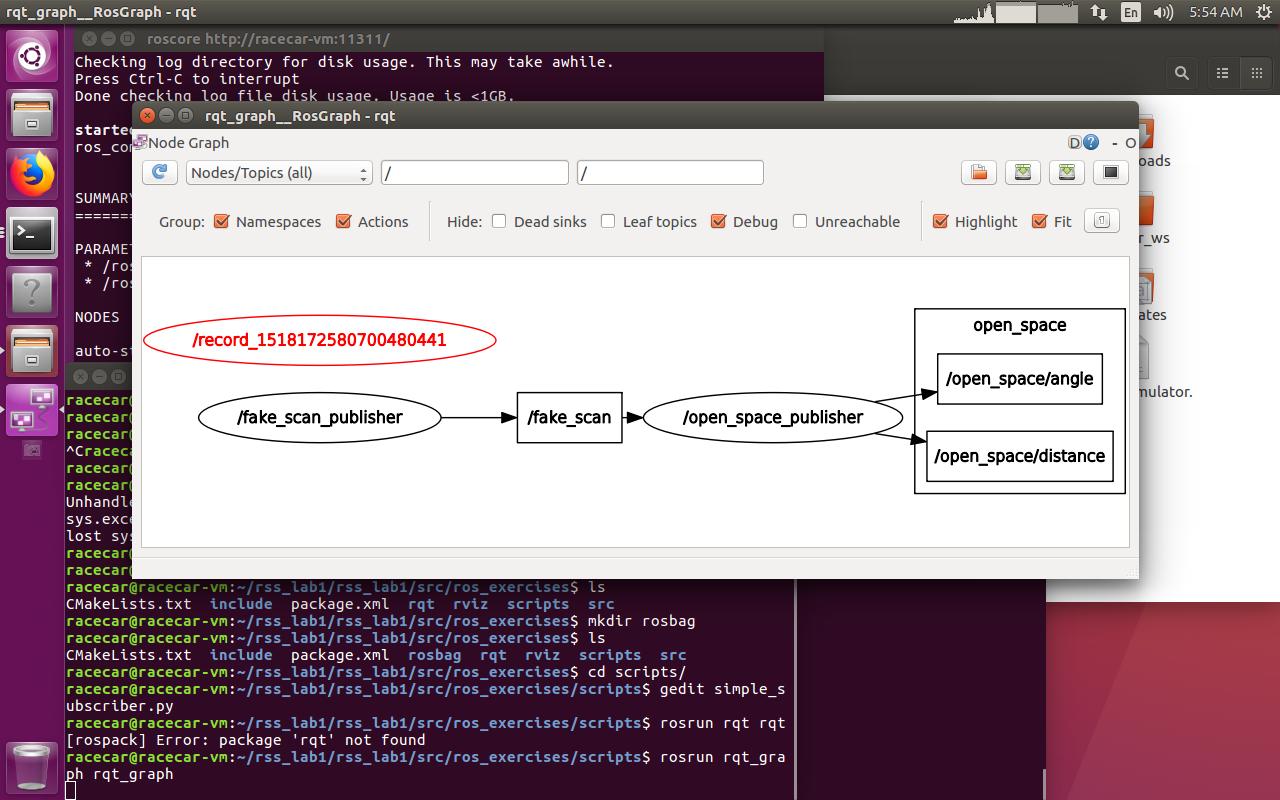 rqt_graph__RosGraph - rqt
En
5:54 AM
roscore http://racecar-vm:11311/
Checking log directory for disk usage. This may take awhile.
Press Ctrl-C to interrupt
Done checking log file disk usage. Usage is <1GB.
rqt_graph__RosGraph - rqt
Node Graph
D
- O
Nodes/Topics (all)
/
/
Group:
Namespaces
Actions
Hide:
Dead sinks
Leaf topics
Debug
Unreachable
Highlight
Fit
/record_1518172580700480441
/fake_scan_publisher
/fake_scan
/open_space_publisher
open_space
/open_space/angle
/open_space/distance
SUMMARY
========
PARAMET
* /ros
* /ros
NODES
auto-st
oads
r_ws
ates
mulator.
racecar@
racecar@
racecar@
^Craceca
racecar@
racecar@
Unhandle
sys.exce
lost sys
racecar@
racecar@
racecar@racecar-vm:~/rss_lab1/rss_lab1/src/ros_exercises$ ls
CMakeLists.txt include package.xml rqt rviz scripts src
racecar@racecar-vm:~/rss_lab1/rss_lab1/src/ros_exercises$ mkdir rosbag
racecar@racecar-vm:~/rss_lab1/rss_lab1/src/ros_exercises$ ls
CMakeLists.txt include package.xml rosbag rqt rviz scripts src
racecar@racecar-vm:~/rss_lab1/rss_lab1/src/ros_exercises$ cd scripts/
racecar@racecar-vm:~/rss_lab1/rss_lab1/src/ros_exercises/scripts$ gedit simple_s
ubscriber.py
racecar@racecar-vm:~/rss_lab1/rss_lab1/src/ros_exercises/scripts$ rosrun rqt rqt
[rospack] Error: package 'rqt' not found
racecar@racecar-vm:~/rss_lab1/rss_lab1/src/ros_exercises/scripts$ rosrun rqt_gra
ph rqt_graph